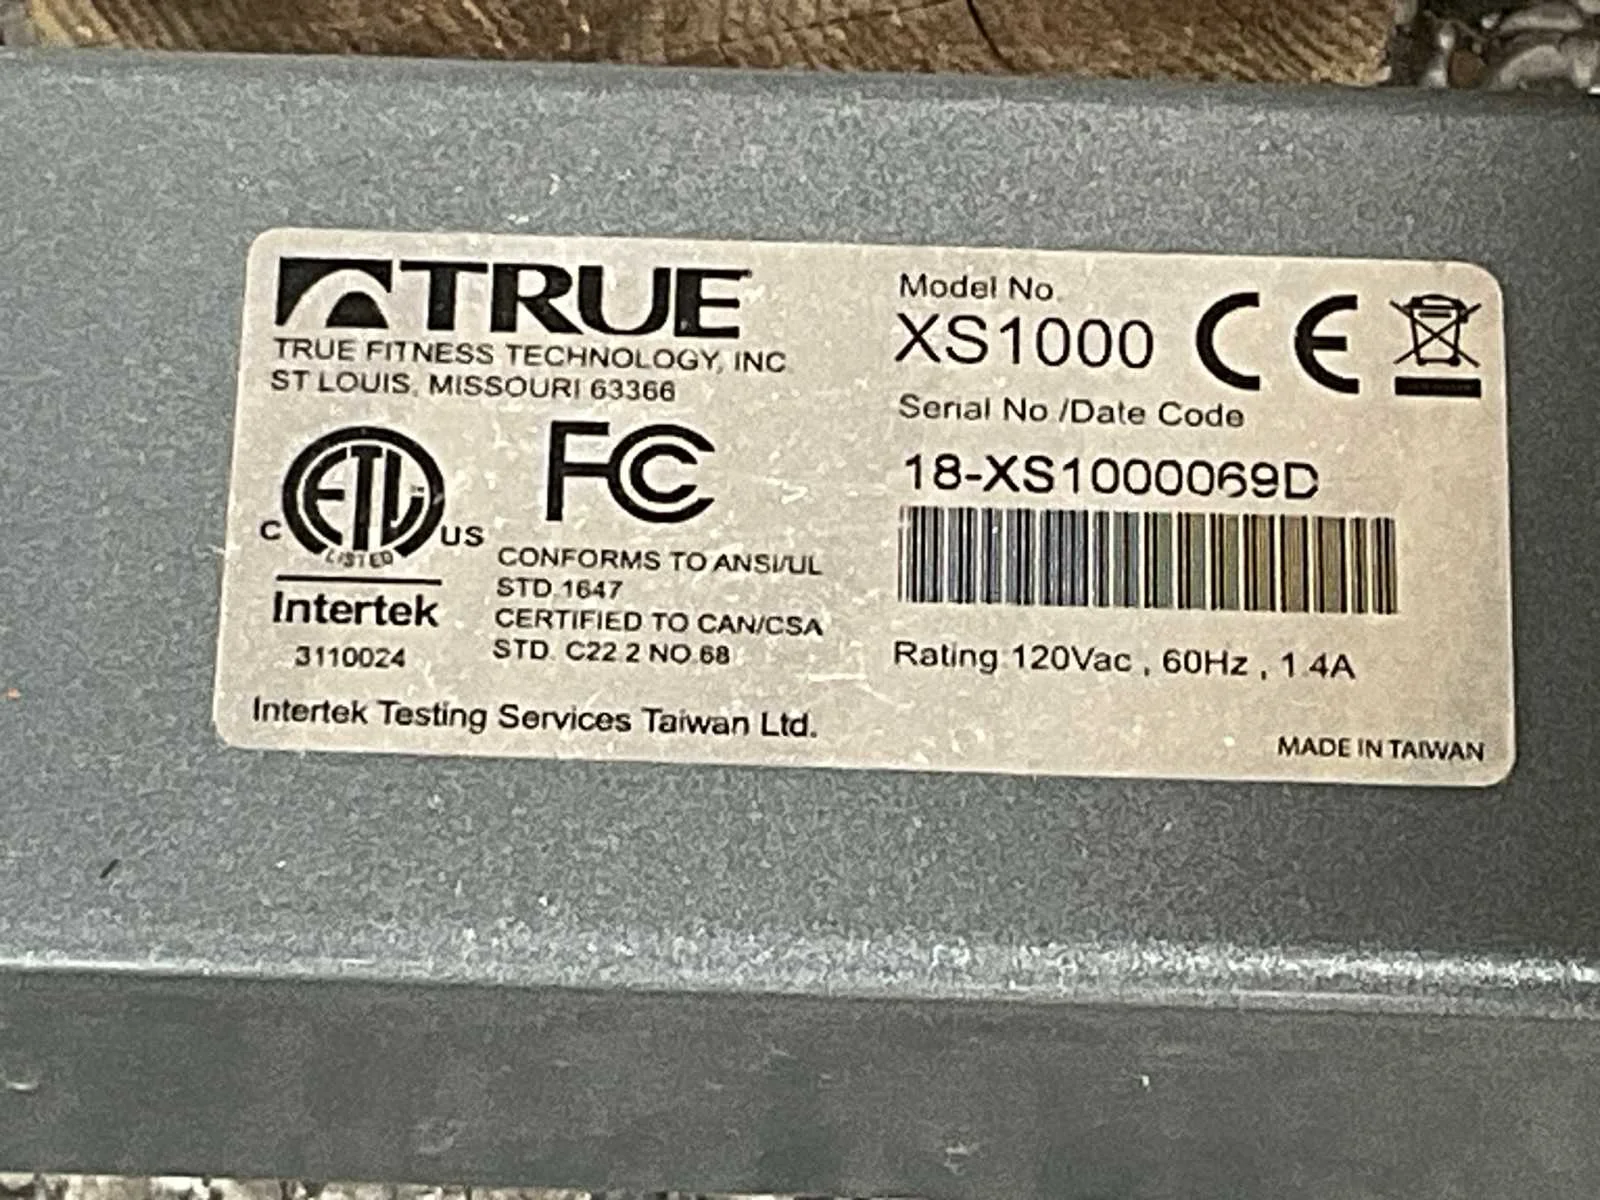 TRUE
TRUE FITNESS TECHNOLOGY, INC
ST LOUIS, MISSOURI 63366
Model No.
XS1000
CE
Serial No /Date Code
18-XS1000069D
ETL
C US
LISTED
Intertek
3110024
FC
CONFORMS TO ANSI/UL
STD 1647
CERTIFIED TO CAN/CSA
STD. C22.2 NO.68
Rating 120Vac , 60Hz , 1.4A
Intertek Testing Services Taiwan Ltd.
MADE IN TAIWAN